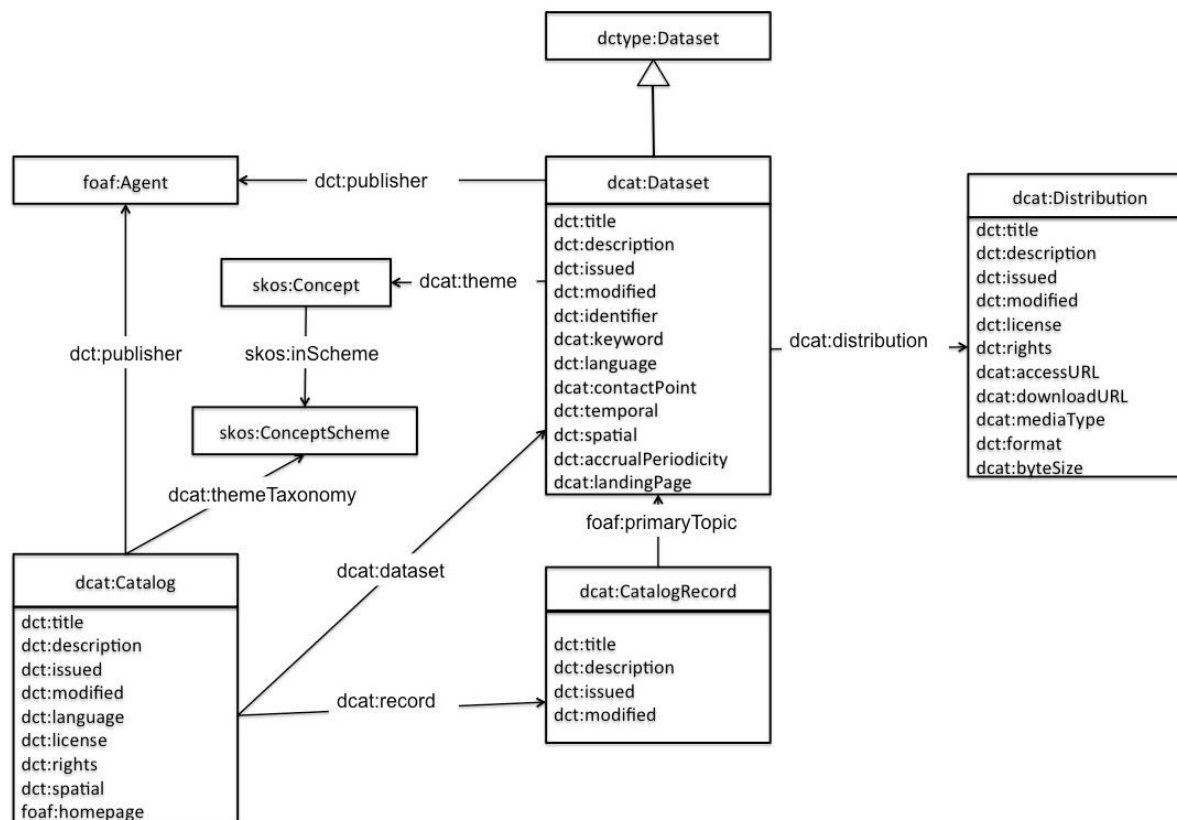 dctype:Dataset
foaf:Agent
dct:publisher
dcat:Dataset
dct:title
dct:description
dct:issued
dct:modified
dct:identifier
dcat:keyword
dct:language
dcat:contactPoint
dct:temporal
dct:spatial
dct:accrualPeriodicity
dcat:landingPage
dcat:Distribution
dct:title
dct:description
dct:issued
dct:modified
dct:license
dct:rights
dcat:accessURL
dcat:downloadURL
dcat:mediaType
dct:format
dcat:byteSize
skos:Concept
dcat:theme
dct:publisher
skos:inScheme
dcat:distribution
skos:ConceptScheme
dcat:themeTaxonomy
foaf:primaryTopic
dcat:dataset
dcat:Catalog
dct:title
dct:description
dct:issued
dct:modified
dct:language
dct:license
dct:rights
dct:spatial
foaf:homepage
dcat:record
dcat:CatalogRecord
dct:title
dct:description
dct:issued
dct:modified